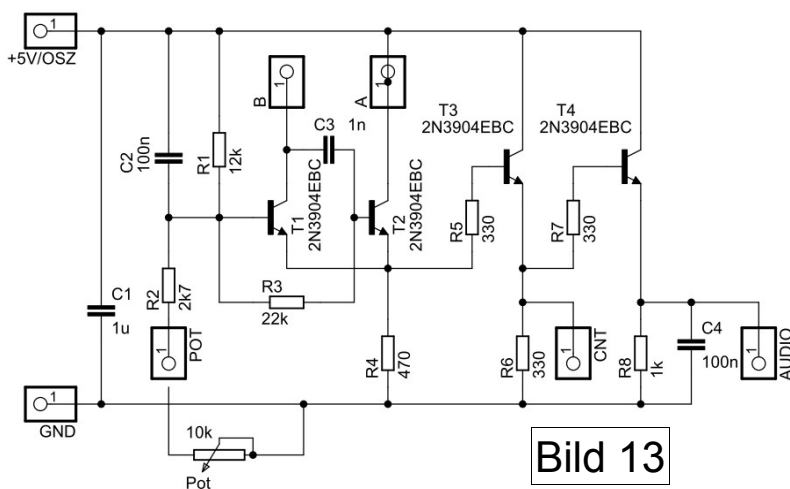 1
+5V/OSZ
C2
100n
R1
12k
B
1
C3
1n
A
1
T1
2N3904EBC
T2
2N3904EBC
T3
2N3904EBC
T4
2N3904EBC
R5
330
R7
330
C1
1u
R2
2k7
R3
22k
1
POT
R4
470
R6
330
1
CNT
R8
1k
C4
100n
1
AUDIO
1
GND
10k
Pot
Bild 13